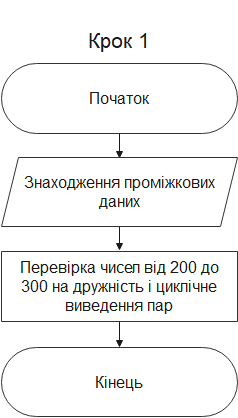 Крок 1
Початок
Знаходження проміжкових
даних
Перевірка чисел від 200 до
300 на дружність і циклічне
виведення пар
Кінець